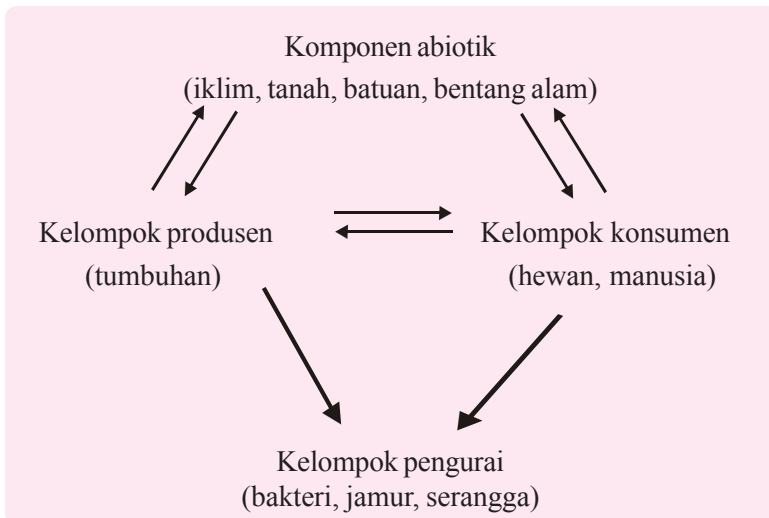 Komponen abiotik
(iklim, tanah, batuan, bentang alam)
Kelompok produsen
(tumbuhan)
Kelompok konsumen
(hewan, manusia)
Kelompok pengurai
(bakteri, jamur, serangga)